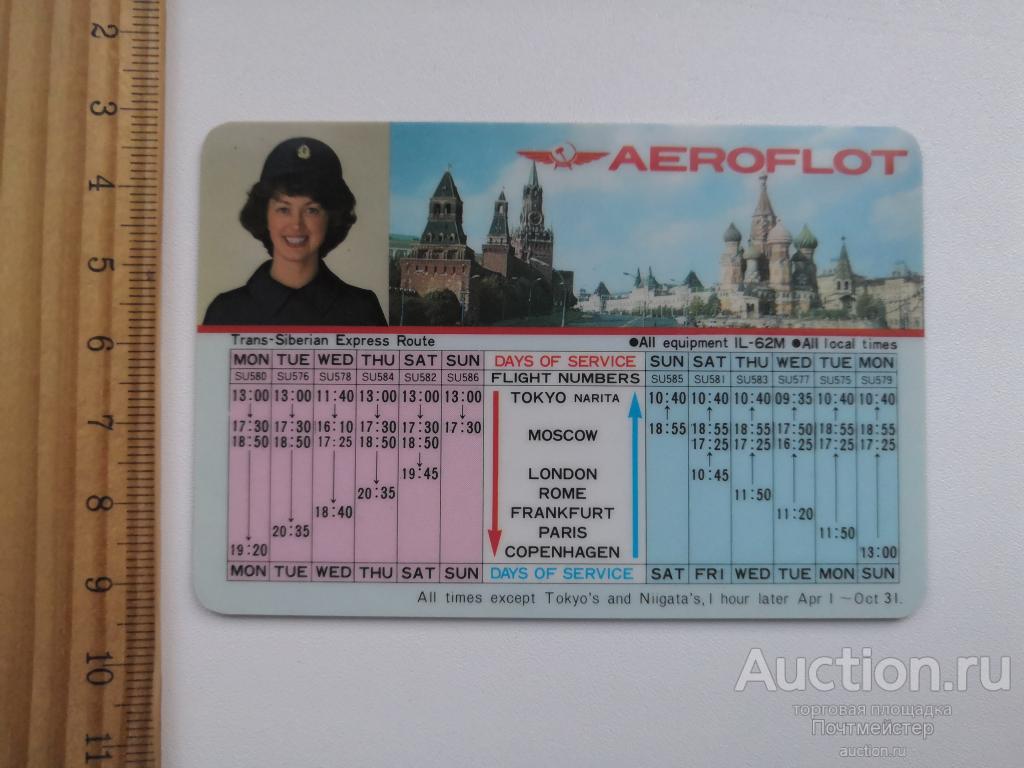 2
3
4
5
6
7
8
9
10
11
AEROFLOT
Trans-Siberian Express Route ●All equipment IL-62M ●All local times
MON TUE WED THU SAT SUN DAYS OF SERVICE SUN SAT THU WED TUE MON
SU580 SU576 SU578 SU584 SU582 SU586 FLIGHT NUMBERS SU585 SU581 SU583 SU577 SU575 SU579
13:00 13:00 11:40 13:00 13:00 13:00 TOKYO NARITA 10:40 10:40 10:40 09:35 10:40 10:40
17:30 17:30 16:10 17:30 17:30 17:30 MOSCOW 18:55 18:55 18:55 17:50 18:55 18:55
18:50 18:50 17:25 18:50 18:50 17:25 17:25 16:25 17:25 17:25
19:45 LONDON 10:45
20:35 ROME 11:50
18:40 FRANKFURT 11:20
20:35 PARIS 11:50
19:20 COPENHAGEN 13:00
MON TUE WED THU SAT SUN DAYS OF SERVICE SAT FRI WED TUE MON SUN
All times except Tokyo's and Niigata's, 1 hour later Apr 1 ~ Oct 31.
Auction.ru
торговая площадка
Почтмейстер
auction.ru